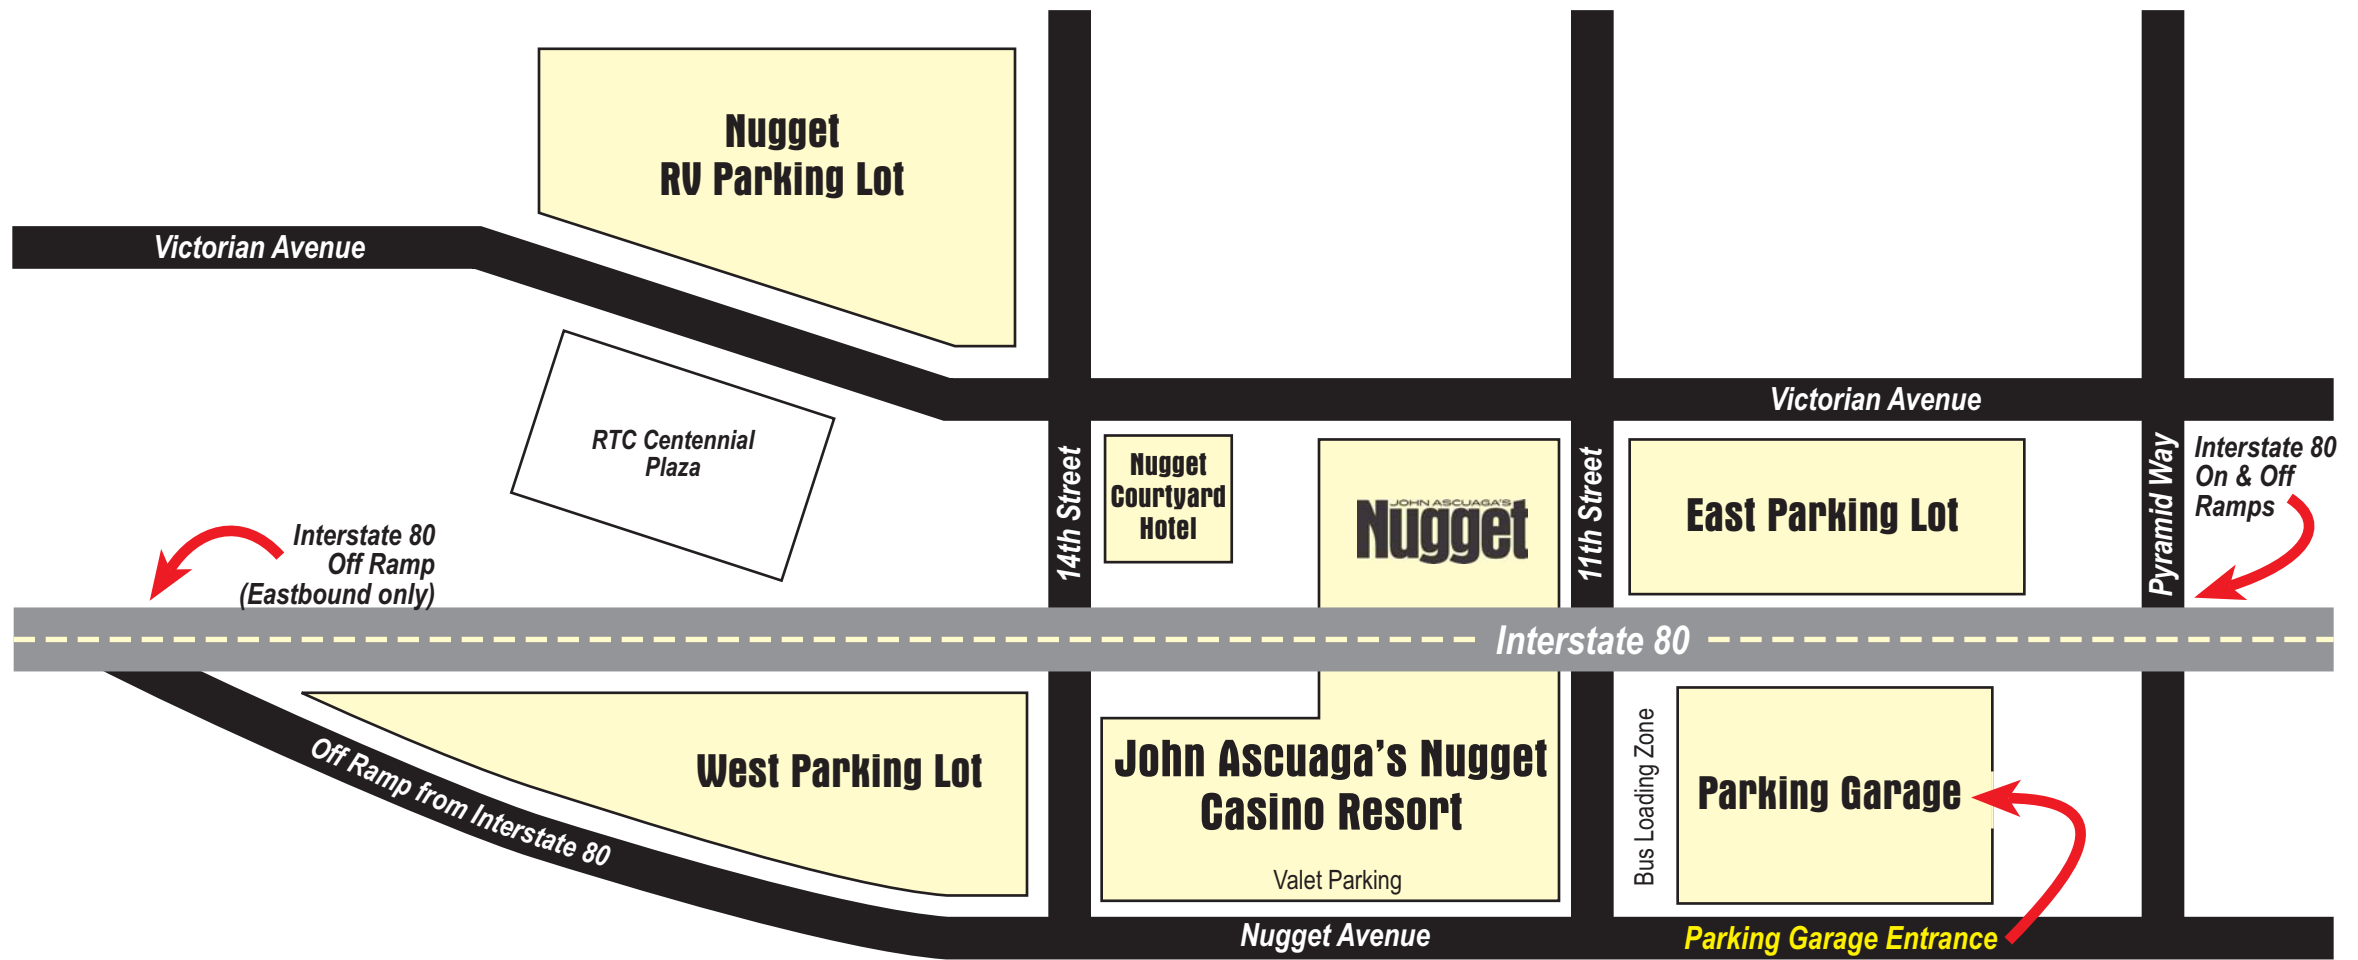 Nugget
RV Parking Lot
Victorian Avenue
Victorian Avenue
RTC Centennial
Plaza
14th Street
Nugget
Courtyard
Hotel
JOHN ASCUAGA'S
Nugget
11th Street
East Parking Lot
Pyramid Way
Interstate 80
On & Off
Ramps
Interstate 80
Off Ramp
(Eastbound only)
Interstate 80
Off Ramp from Interstate 80
West Parking Lot
John Ascuaga's Nugget
Casino Resort
Valet Parking
Bus Loading Zone
Parking Garage
Nugget Avenue
Parking Garage Entrance